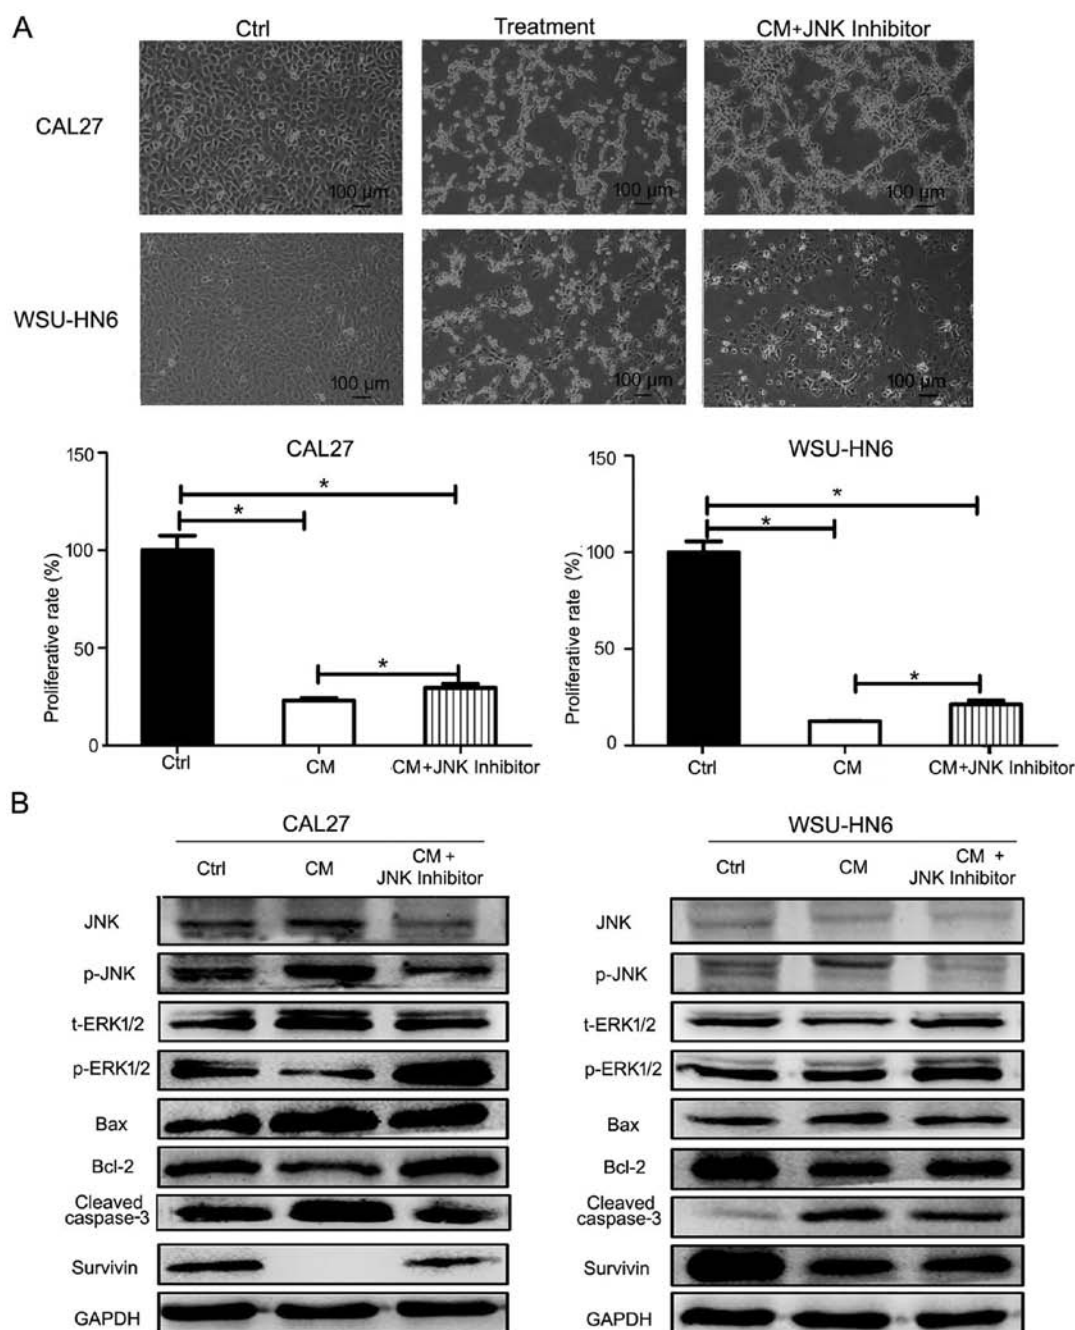 A
Ctrl
Treatment
CM+JNK Inhibitor
CAL27
100 µm
100 µm
100 µm
WSU-HN6
100 µm
100 µm
100 µm
CAL27
Proliferative rate (%)
150
100
50
0
*
*
*
Ctrl
CM
CM+JNK Inhibitor
WSU-HN6
Proliferative rate (%)
150
100
50
0
*
*
*
Ctrl
CM
CM+JNK Inhibitor
B
CAL27
Ctrl
CM
CM +
JNK Inhibitor
JNK
p-JNK
t-ERK1/2
p-ERK1/2
Bax
Bcl-2
Cleaved
caspase-3
Survivin
GAPDH
WSU-HN6
Ctrl
CM
CM +
JNK Inhibitor
JNK
p-JNK
t-ERK1/2
p-ERK1/2
Bax
Bcl-2
Cleaved
caspase-3
Survivin
GAPDH